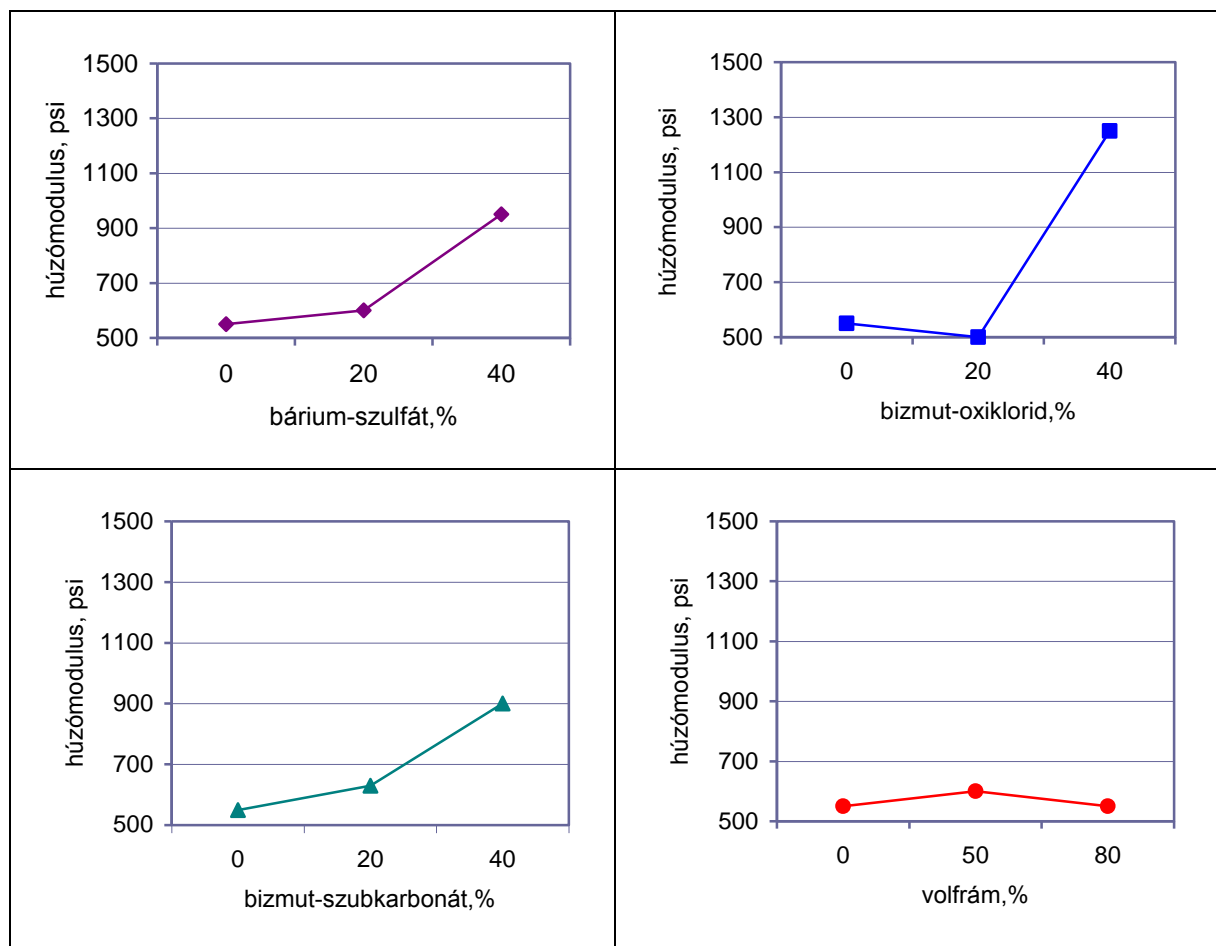 1500
1300
1100
900
700
500
húzómodulus, psi
0 20 40
bárium-szulfát,%
1500
1300
1100
900
700
500
húzómodulus, psi
0 20 40
bizmut-oxiklorid,%
1500
1300
1100
900
700
500
húzómodulus, psi
0 20 40
bizmut-szubkarbonát,%
1500
1300
1100
900
700
500
húzómodulus, psi
0 50 80
volfrám,%